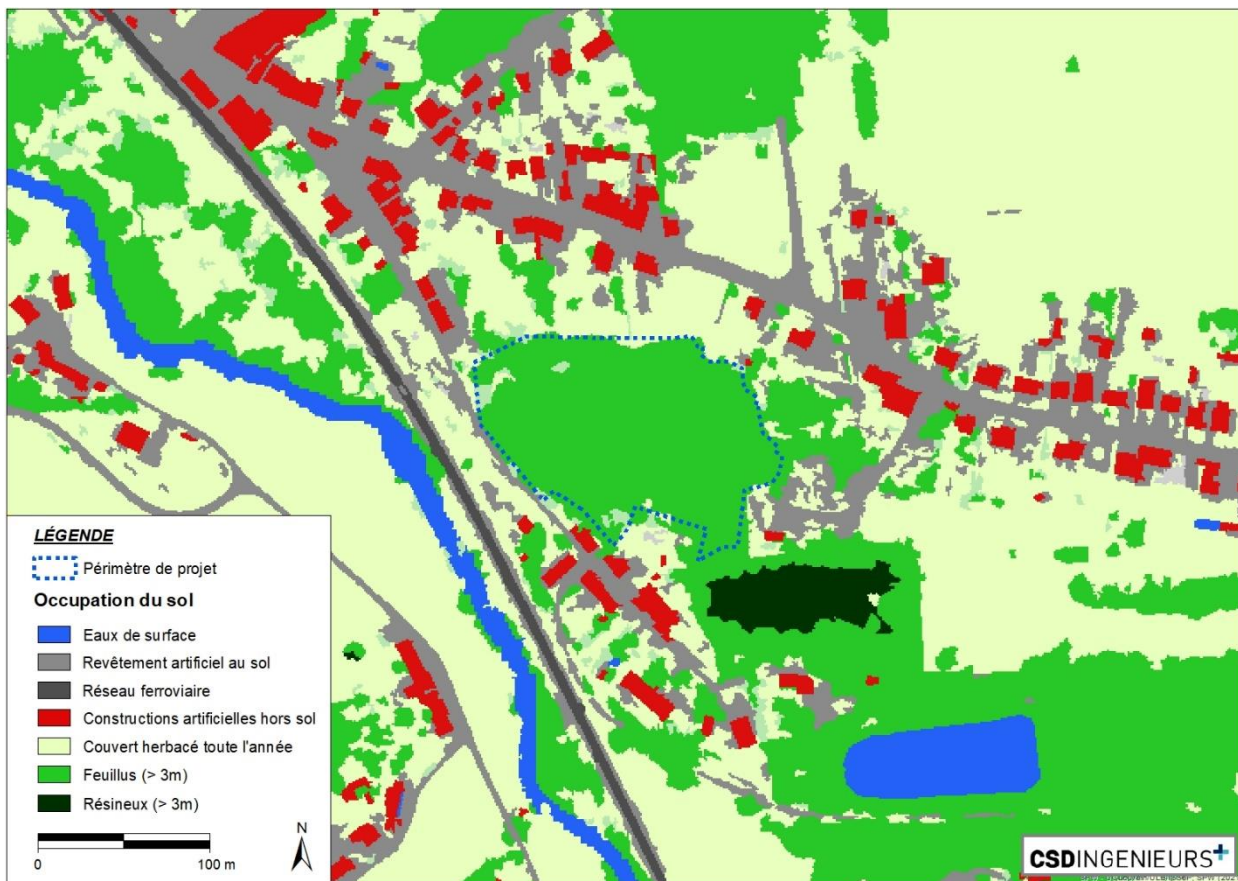 LÉGENDE
Périmètre de projet
Occupation du sol
Eaux de surface
Revêtement artificiel au sol
Réseau ferroviaire
Constructions artificielles hors sol
Couvert herbacé toute l'année
Feuillus (> 3m)
Résineux (> 3m)
0 100 m
N
CSDINGENIEURS+